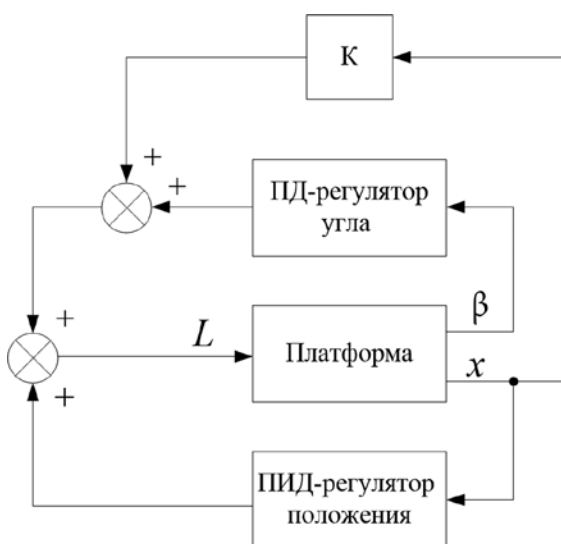 К
+
+
ПД-регулятор
угла
β
+
L
Платформа
x
+
ПИД-регулятор
положения